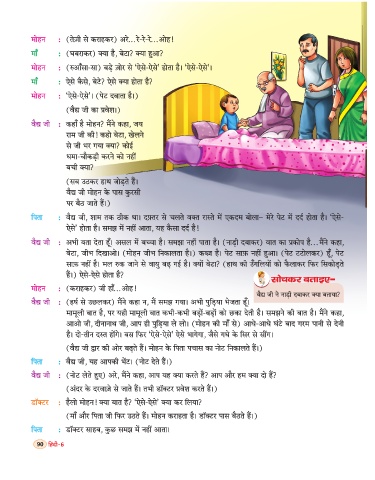 मोहन : (तेज़ी से कराहकर) अरे...रे-रे-रे...ओह!
माँ : (घबराकर) क्या है, बेटा? क्या हुआ?
मोहन : (रुआँसा-सा) बड़े ज़ोर से 'ऐसे-ऐसे' होता है। 'ऐसे-ऐसे'।
माँ : ऐसे कैसे, बेटे? ऐसे क्या होता है?
मोहन : 'ऐसे-ऐसे'। (पेट दबाता है।)
(वैद्य जी का प्रवेश।)
वैद्य जी : कहाँ है मोहन? मैंने कहा, जय
राम जी की! कहो बेटा, खेलने
से जी भर गया क्या? कोई
धमा-चौकड़ी करने को नहीं
बची क्या?
(सब उठकर हाथ जोड़ते हैं।
वैद्य जी मोहन के पास कुरसी
पर बैठ जाते हैं।)
पिता : वैद्य जी, शाम तक ठीक था। दफ़्तर से चलते वक्त रास्ते में एकदम बोला– मेरे पेट में दर्द होता है। 'ऐसे-
ऐसे' होता है। समझ में नहीं आता, यह कैसा दर्द है!
वैद्य जी : अभी बता देता हूँ। असल में बच्चा है। समझा नहीं पाता है। (नाड़ी दबाकर) वात का प्रकोप है...मैंने कहा,
बेटा, जीभ दिखाओ। (मोहन जीभ निकालता है।) कब्ज है। पेट साफ़ नहीं हुआ। (पेट टटोलकर) हूँ, पेट
साफ़ नहीं है। मल रुक जाने से वायु बढ़ गई है। क्यों बेटा? (हाथ की उँगलियों को फैलाकर फिर सिकोड़ते
हैं।) ऐसे-ऐसे होता है?
सोचकर बताइए–
वैद्य जी ने नाड़ी दबाकर क्या बताया?
मोहन : (कराहकर) जी हाँ...ओह!
वैद्य जी : (हर्ष से उछलकर) मैंने कहा न, मैं समझ गया। अभी पुड़िया भेजता हूँ।
मामूली बात है, पर यही मामूली बात कभी-कभी बड़ों-बड़ों को छका देती है। समझने की बात है। मैंने कहा,
आओ जी, दीनानाथ जी, आप ही पुड़िया ले लो। (मोहन की माँ से) आधे-आधे घंटे बाद गरम पानी से देनी
है। दो-तीन दस्त होंगे। बस फिर 'ऐसे-ऐसे' ऐसे भागेगा, जैसे गधे के सिर से सींग।
(वैद्य जी द्वार की ओर बढ़ते हैं। मोहन के पिता पचास का नोट निकालते हैं।)
पिता : वैद्य जी, यह आपकी भेंट। (नोट देते हैं।)
वैद्य जी : (नोट लेते हुए) अरे, मैंने कहा, आप यह क्या करते हैं? आप और हम क्या दो हैं?
(अंदर के दरवाज़े से जाते हैं। तभी डॉक्टर प्रवेश करते हैं।)
डॉक्टर : हैलो मोहन! क्या बात है? 'ऐसे-ऐसे' क्या कर लिया?
(माँ और पिता जी फिर उठते हैं। मोहन कराहता है। डॉक्टर पास बैठते हैं।)
पिता : डॉक्टर साहब, कुछ समझ में नहीं आता।
90 हिन्दी-6